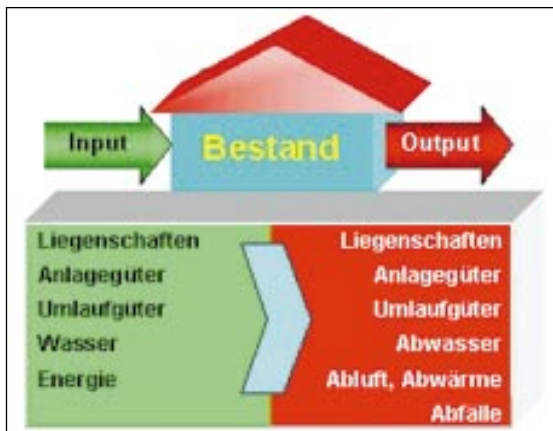 Input
Bestand
Output
Liegenschaften
Anlagegüter
Umlaufgüter
Wasser
Energie
Liegenschaften
Anlagegüter
Umlaufgüter
Abwasser
Abluft, Abwärme
Abfälle